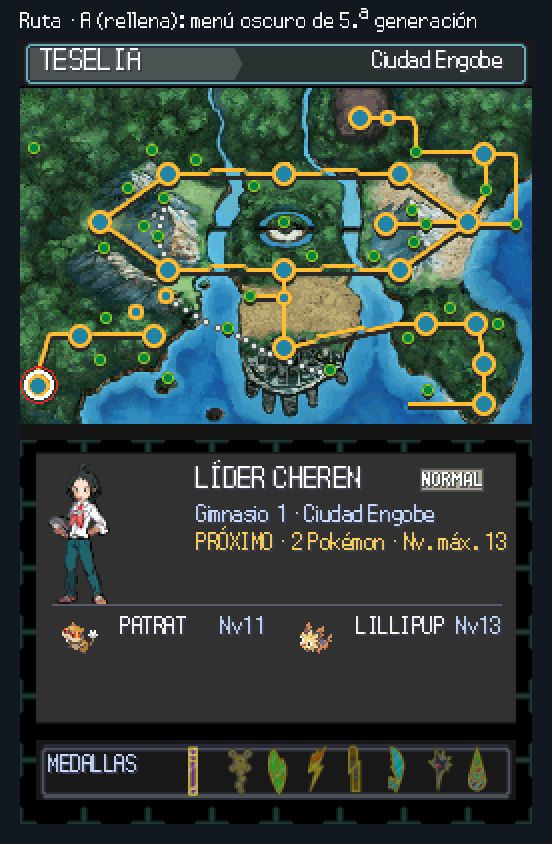 Ruta · A (rellena): menú oscuro de 5.ª generación
TESELIA
Ciudad Engobe
LÍDER CHEREN
NORMAL
Gimnasio 1 · Ciudad Engobe
PRÓXIMO · 2 Pokémon · Nv. máx. 13
PATRAT Nv11 LILLIPUP Nv13
MEDALLAS